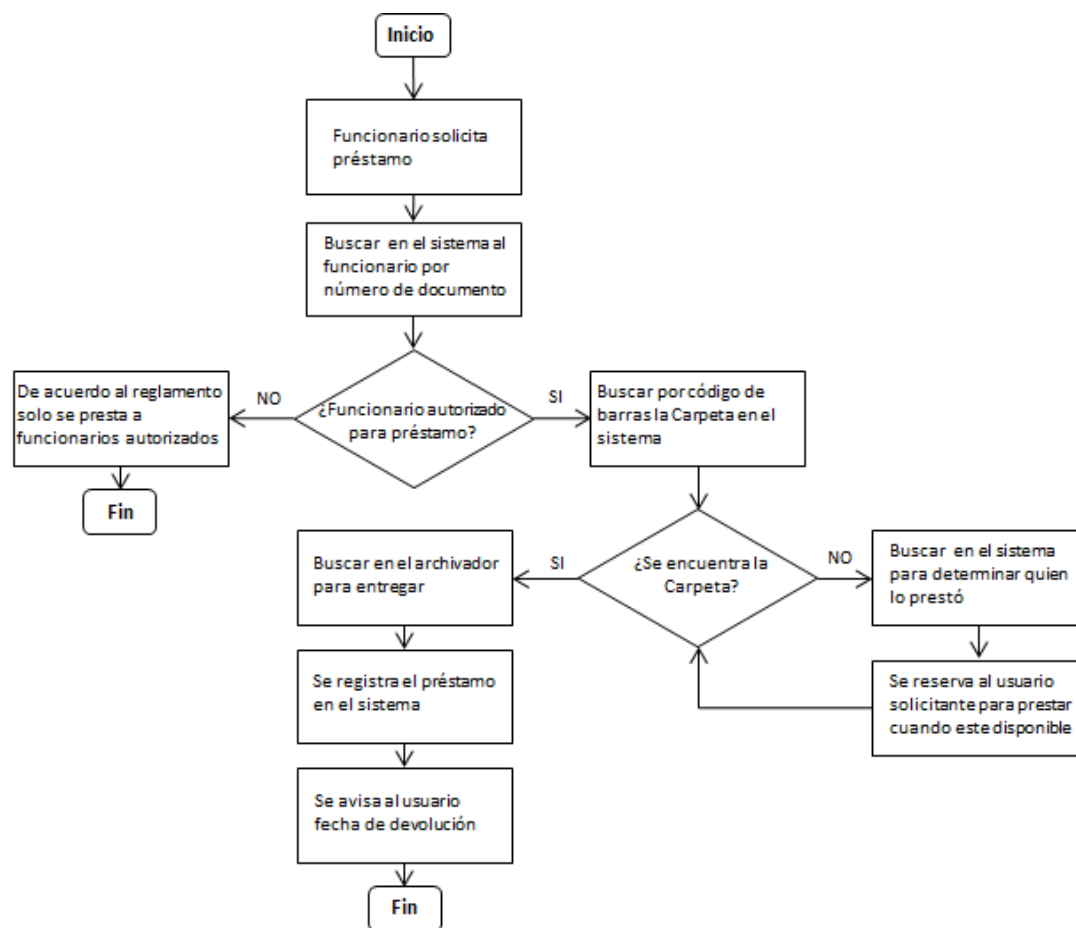 Inicio
Funcionario solicita
préstamo
Buscar en el sistema al
funcionario por
número de documento
De acuerdo al reglamento
solo se presta a
funcionarios autorizados
NO
¿Funcionario autorizado
para préstamo?
SI
Buscar por código de
barras la Carpeta en el
sistema
Fin
Buscar en el archivador
para entregar
SI
¿Se encuentra la
Carpeta?
NO
Buscar en el sistema
para determinar quien
lo prestó
Se registra el préstamo
en el sistema
Se reserva al usuario
solicitante para prestar
cuando este disponible
Se avisa al usuario
fecha de devolución
Fin